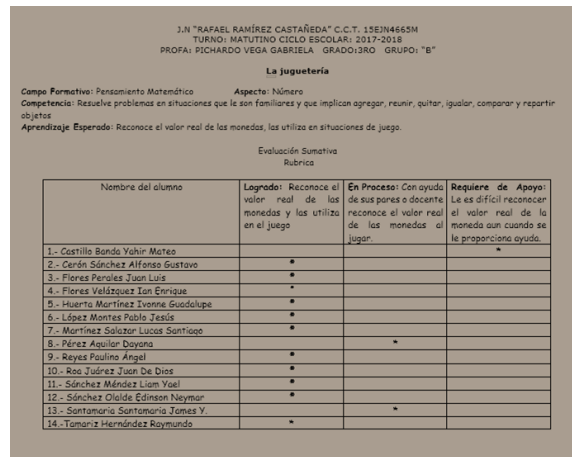 J.N “RAFAEL RAMÍREZ CASTAÑEDA” C.C.T. 15EJN4665M
TURNO: MATUTINO CICLO ESCOLAR: 2017-2018
PROFA: PICHARDO VEGA GABRIELA GRADO:3RO GRUPO: “B”
La juguetería
Campo Formativo: Pensamiento Matemático Aspecto: Número
Competencia: Resuelve problemas en situaciones que le son familiares y que implican agregar, reunir, quitar, igualar, comparar y repartir
objetos
Aprendizaje Esperado: Reconoce el valor real de las monedas, las utiliza en situaciones de juego.
Evaluación Sumativa
Rubrica
Nombre del alumno
Logrado: Reconoce el
valor real de las
monedas y las utiliza
en el juego
En Proceso: Con ayuda
de sus pares o docente
reconoce el valor real
de las monedas al
jugar.
Requiere de Apoyo:
Le es difícil reconocer
el valor real de la
moneda aun cuando se
le proporciona ayuda.
1.- Castillo Banda Yahir Mateo *
2.- Cerón Sánchez Alfonso Gustavo *
3.- Flores Perales Juan Luis *
4.- Flores Velázquez Ian Enrique *
5.- Huerta Martínez Ivonne Guadalupe *
6.- López Montes Pablo Jesús *
7.- Martínez Salazar Lucas Santiago *
8.- Pérez Aguilar Dayana *
9.- Reyes Paulino Ángel *
10.- Roa Juárez Juan De Dios *
11.- Sánchez Méndez Liam Yael *
12.- Sánchez Olalde Edinson Neymar *
13.- Santamaria Santamaria James Y. *
14.-Tamariz Hernández Raymundo *